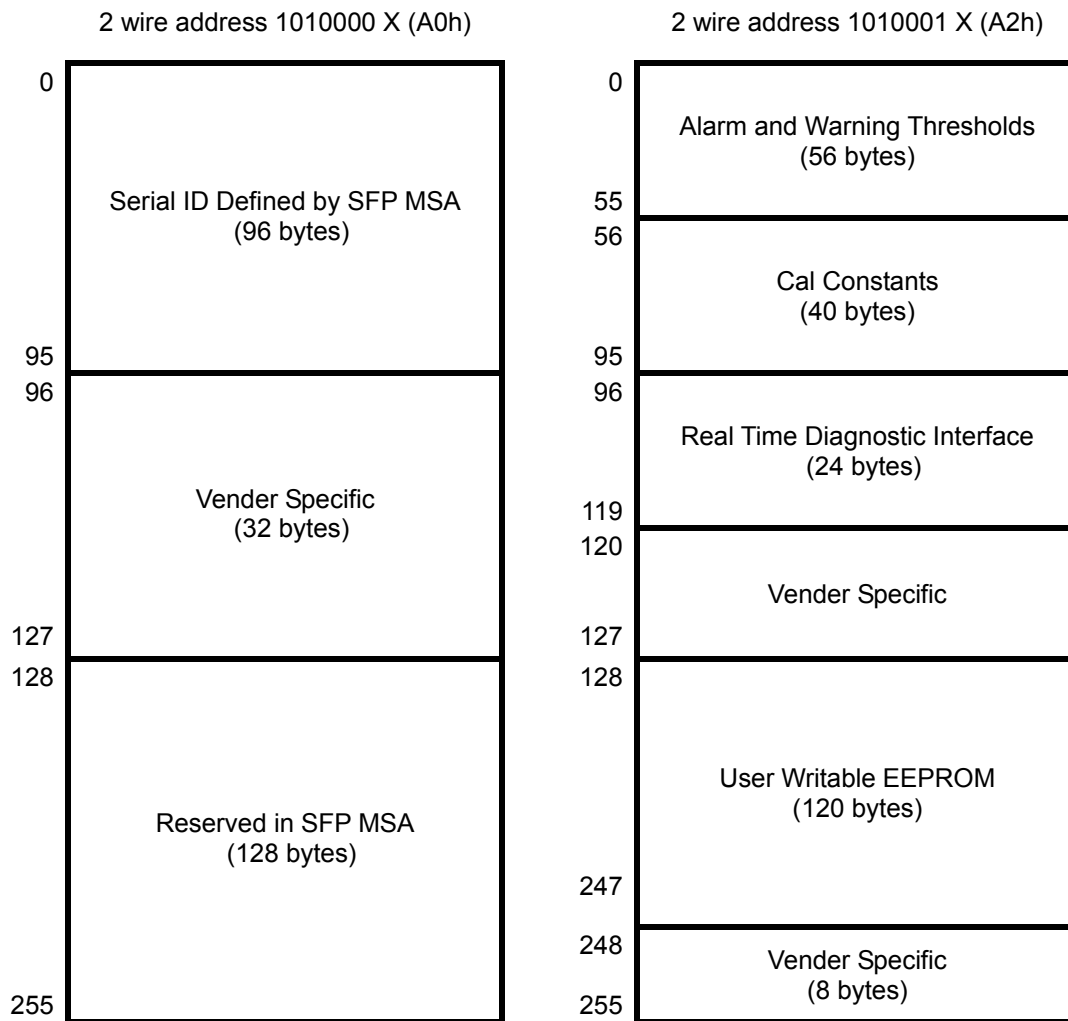 2 wire address 1010000 X (A0h)
0
Serial ID Defined by SFP MSA
(96 bytes)
95
96
Vender Specific
(32 bytes)
127
128
Reserved in SFP MSA
(128 bytes)
255
2 wire address 1010001 X (A2h)
0
Alarm and Warning Thresholds
(56 bytes)
55
56
Cal Constants
(40 bytes)
95
96
Real Time Diagnostic Interface
(24 bytes)
119
120
Vender Specific
127
128
User Writable EEPROM
(120 bytes)
247
248
Vender Specific
(8 bytes)
255